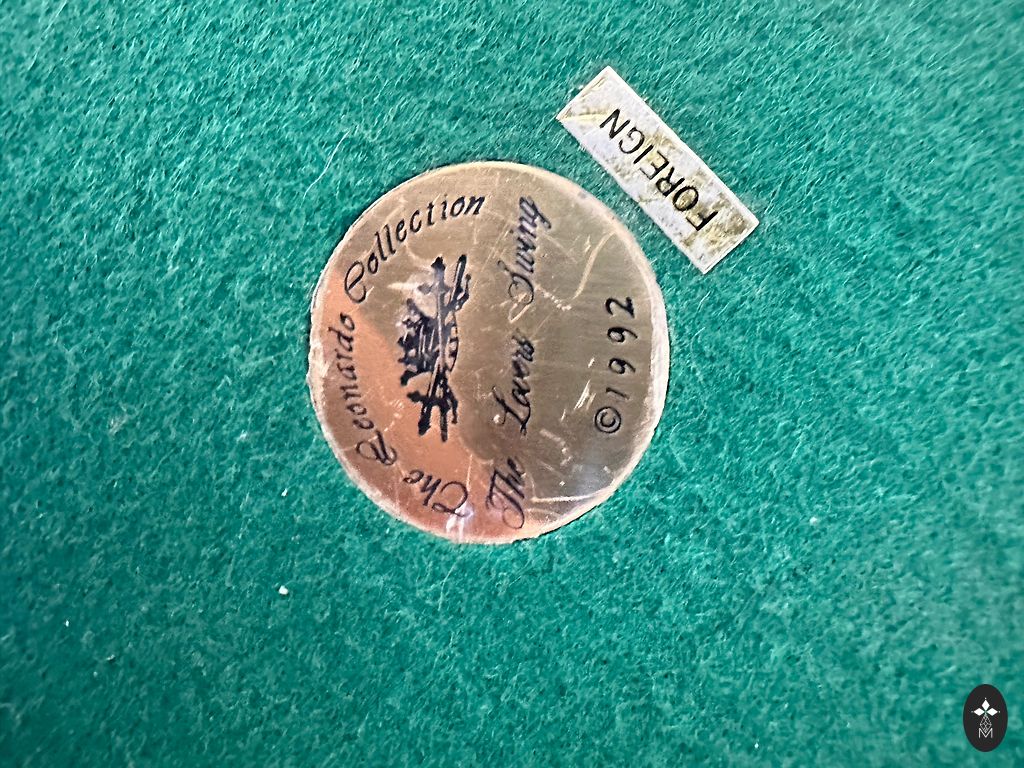 The Leonardo Collection
The Lovers Swing
©1992
FOREIGN
M